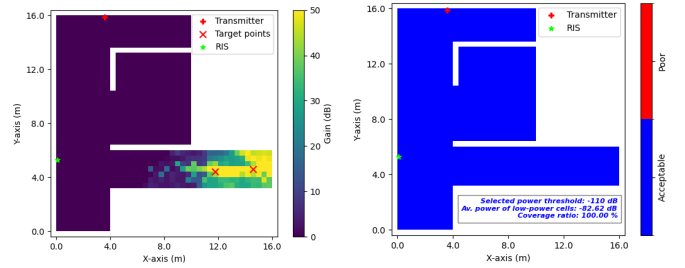 16.0
12.0
8.0
4.0
0.0
Y-axis (m)
0.0 4.0 8.0 12.0 16.0
X-axis (m)
Transmitter
Target points
RIS
50
40
30
20
10
0
Gain (dB)
16.0
12.0
8.0
4.0
0.0
Y-axis (m)
0.0 4.0 8.0 12.0 16.0
X-axis (m)
Transmitter
RIS
Selected power threshold: -110 dB
Av. power of low-power cells: -82.62 dB
Coverage ratio: 100.00 %
Poor
Acceptable